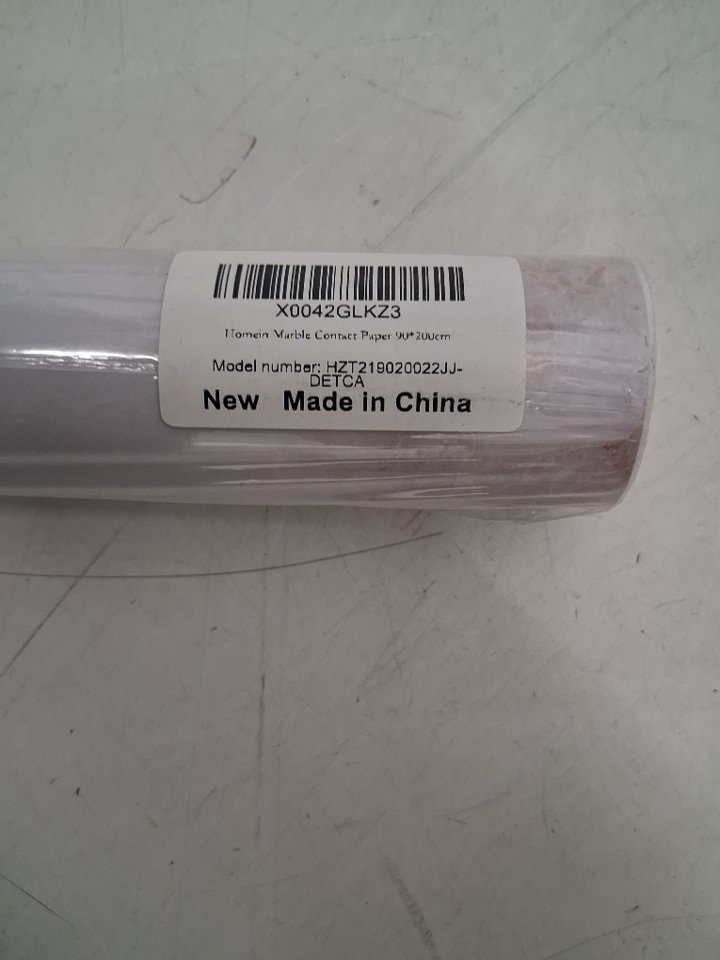 X0042GLKZ3
Homein Marble Contact Paper 90*200cm
Model number: HZT219020022JJ-
DETCA
New Made in China